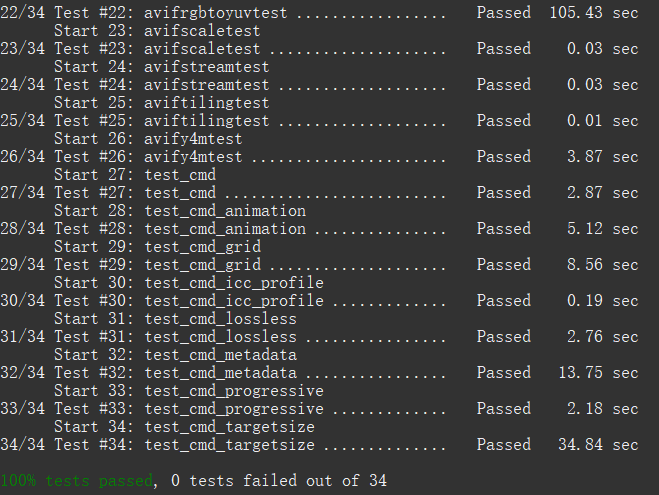 22/34 Test #22: avifrgbtoyuvtest .................   Passed  105.43 sec
      Start 23: avifscaletest
23/34 Test #23: avifscaletest ....................   Passed    0.03 sec
      Start 24: avifstreamtest
24/34 Test #24: avifstreamtest ...................   Passed    0.03 sec
      Start 25: aviftilingtest
25/34 Test #25: aviftilingtest ...................   Passed    0.01 sec
      Start 26: avify4mtest
26/34 Test #26: avify4mtest ......................   Passed    3.87 sec
      Start 27: test_cmd
27/34 Test #27: test_cmd .........................   Passed    2.87 sec
      Start 28: test_cmd_animation
28/34 Test #28: test_cmd_animation ...............   Passed    5.12 sec
      Start 29: test_cmd_grid
29/34 Test #29: test_cmd_grid ....................   Passed    8.56 sec
      Start 30: test_cmd_icc_profile
30/34 Test #30: test_cmd_icc_profile .............   Passed    0.19 sec
      Start 31: test_cmd_lossless
31/34 Test #31: test_cmd_lossless ................   Passed    2.76 sec
      Start 32: test_cmd_metadata
32/34 Test #32: test_cmd_metadata ................   Passed   13.75 sec
      Start 33: test_cmd_progressive
33/34 Test #33: test_cmd_progressive .............   Passed    2.18 sec
      Start 34: test_cmd_targetsize
34/34 Test #34: test_cmd_targetsize ..............   Passed   34.84 sec

100% tests passed, 0 tests failed out of 34